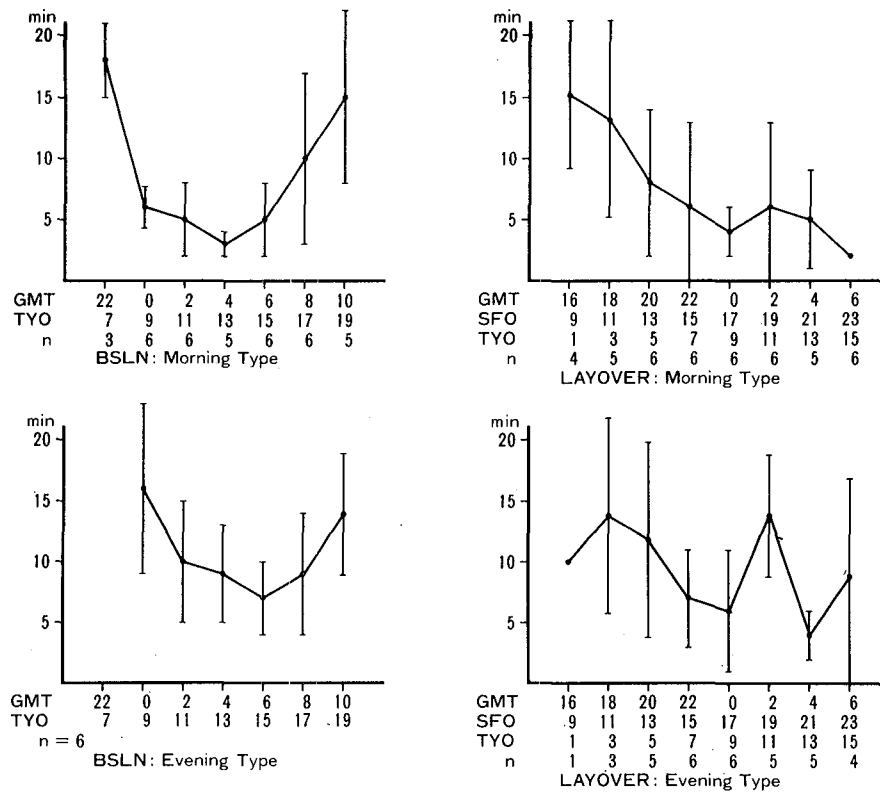 min
20
15
10
5
GMT 22 0 2 4 6 8 10
TYO 7 9 11 13 15 17 19
n 3 6 6 5 6 6 5
BSLN: Morning Type
min
20
15
10
5
GMT 16 18 20 22 0 2 4 6
SFO 9 11 13 15 17 19 21 23
TYO 1 3 5 7 9 11 13 15
n 4 5 6 6 6 6 5 6
LAYOVER: Morning Type
min
20
15
10
5
GMT 22 0 2 4 6 8 10
TYO 7 9 11 13 15 17 19
n = 6
BSLN: Evening Type
min
20
15
10
5
GMT 16 18 20 22 0 2 4 6
SFO 9 11 13 15 17 19 21 23
TYO 1 3 5 7 9 11 13 15
n 1 3 5 6 6 5 5 4
LAYOVER: Evening Type